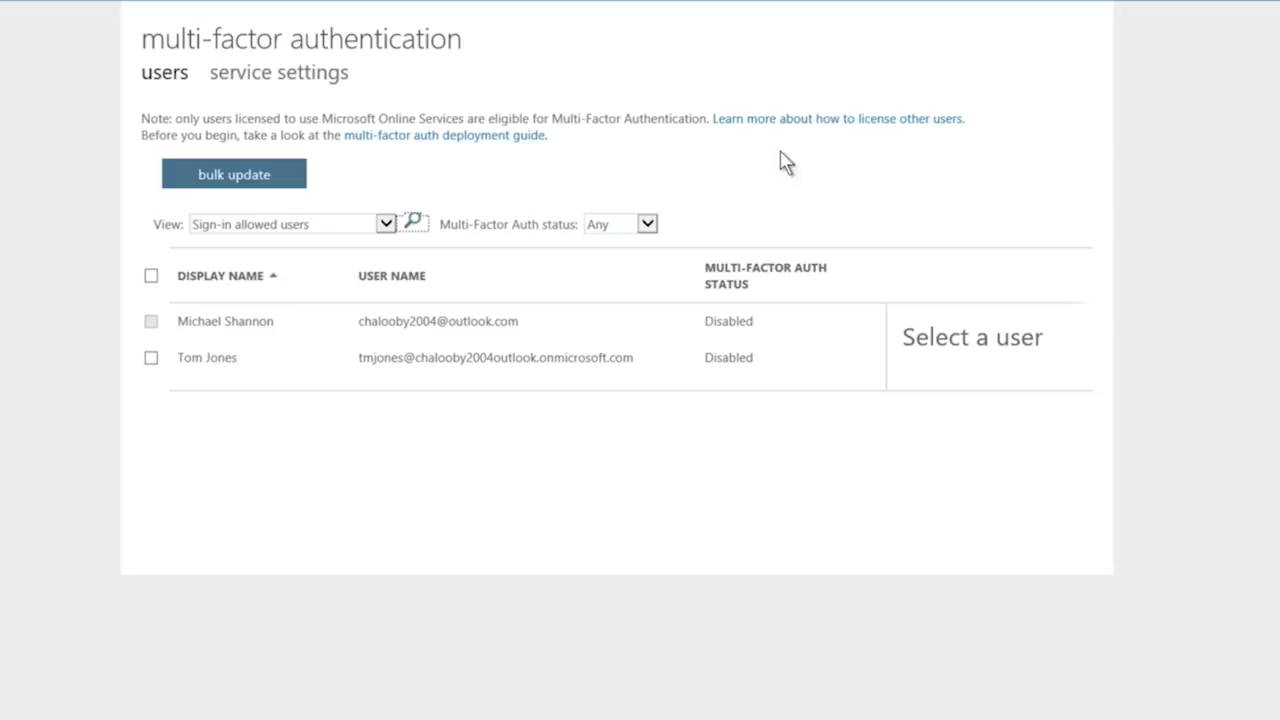 multi-factor authentication
users service settings
Note: only users licensed to use Microsoft Online Services are eligible for Multi-Factor Authentication. Learn more about how to license other users.
Before you begin, take a look at the multi-factor auth deployment guide.
bulk update
View: Sign-in allowed users Multi-Factor Auth status: Any
DISPLAY NAME USER NAME MULTI-FACTOR AUTH
STATUS
Michael Shannon chalooby2004@outlook.com Disabled
Select a user
Tom Jones tmjones@chalooby2004outlook.onmicrosoft.com Disabled